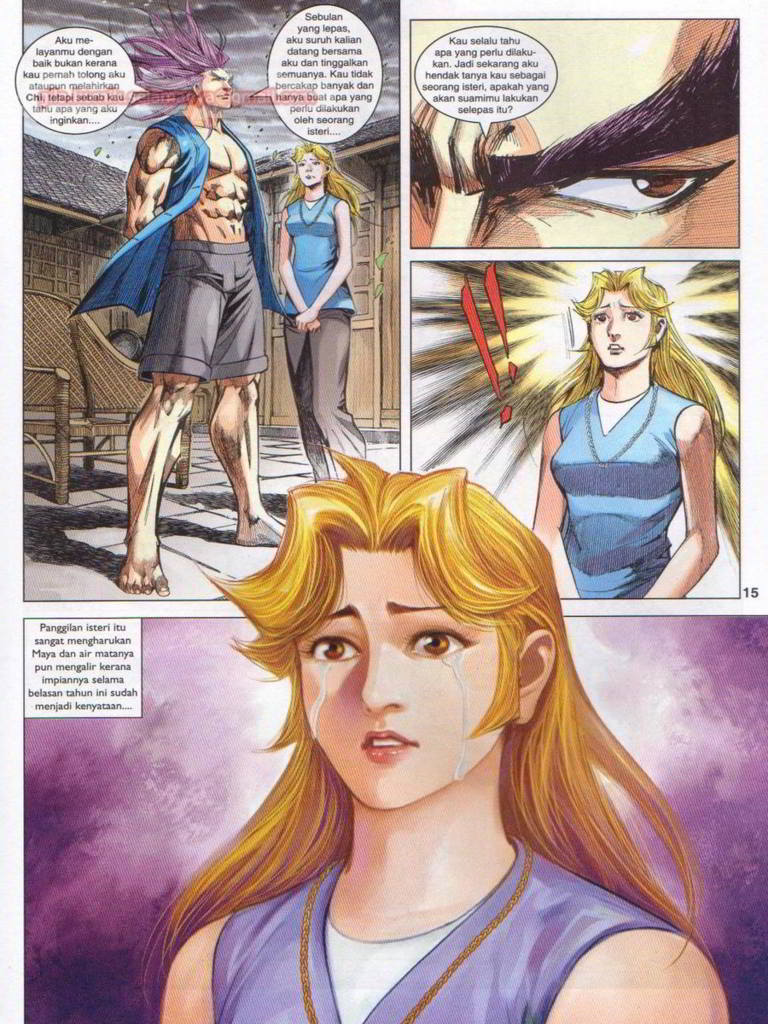 Aku me-
layanmu dengan
baik bukan kerana
kau pernah tolong aku
ataupun melahirkan
Chi, tetapi sebab kau
tahu apa yang aku
inginkan....
Sebulan
yang lepas,
aku suruh kalian
datang bersama
aku dan tinggalkan
semuanya. Kau tidak
bercakap banyak dan
hanya buat apa yang
perlu dilakukan
oleh seorang
isteri....
Kau selalu tahu
apa yang perlu dilaku-
kan. Jadi sekarang aku
hendak tanya kau sebagai
seorang isteri, apakah yang
akan suamimu lakukan
selepas itu?
!!
15
Panggilan isteri itu
sangat mengharukan
Maya dan air matanya
pun mengalir kerana
impiannya selama
belasan tahun ini sudah
menjadi kenyataan....